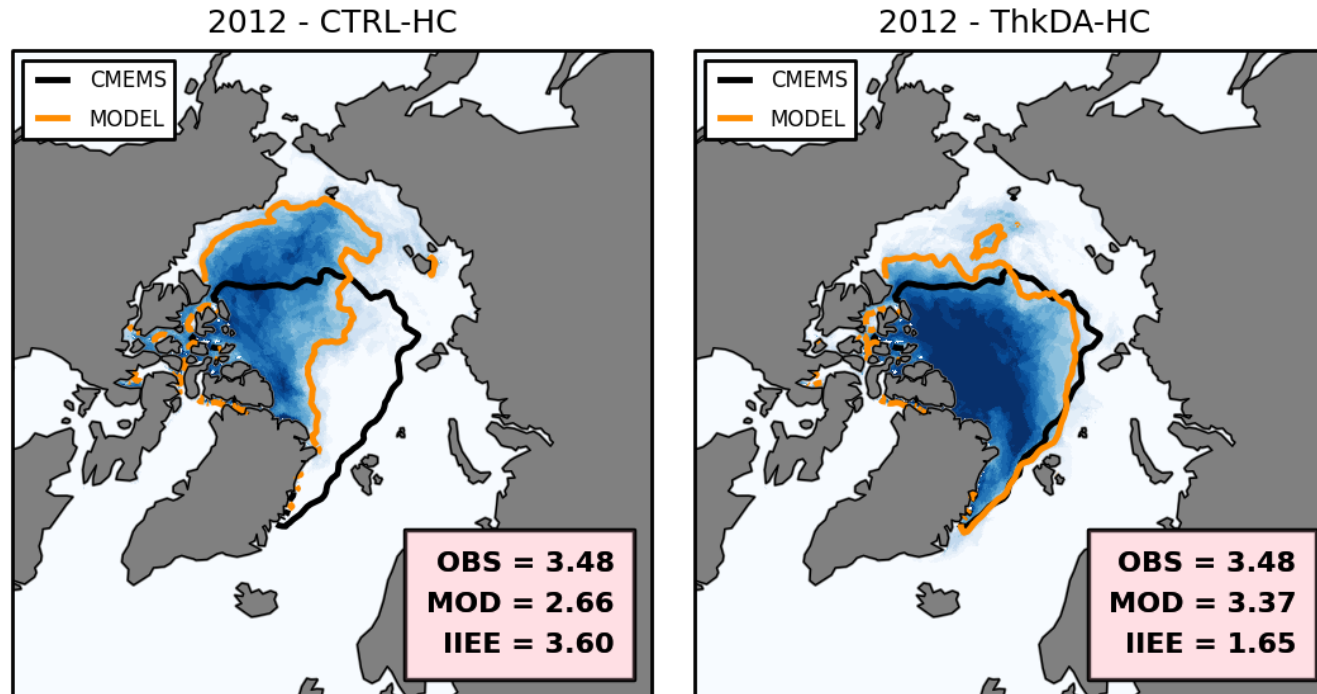 2012 - CTRL-HC
CMEMS
MODEL
OBS = 3.48
MOD = 2.66
IIEE = 3.60
2012 - ThkDA-HC
CMEMS
MODEL
OBS = 3.48
MOD = 3.37
IIEE = 1.65